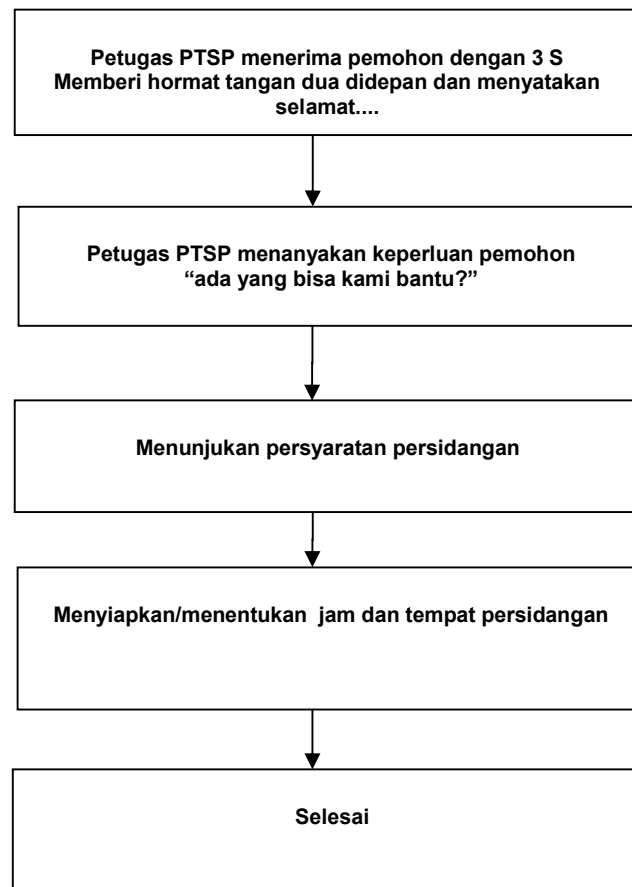 Petugas PTSP menerima pemohon dengan 3 S
Memberi hormat tangan dua didepan dan menyatakan
selamat....
Petugas PTSP menanyakan keperluan pemohon
“ada yang bisa kami bantu?”
Menunjukan persyaratan persidangan
Menyiapkan/menentukan  jam dan tempat persidangan
Selesai